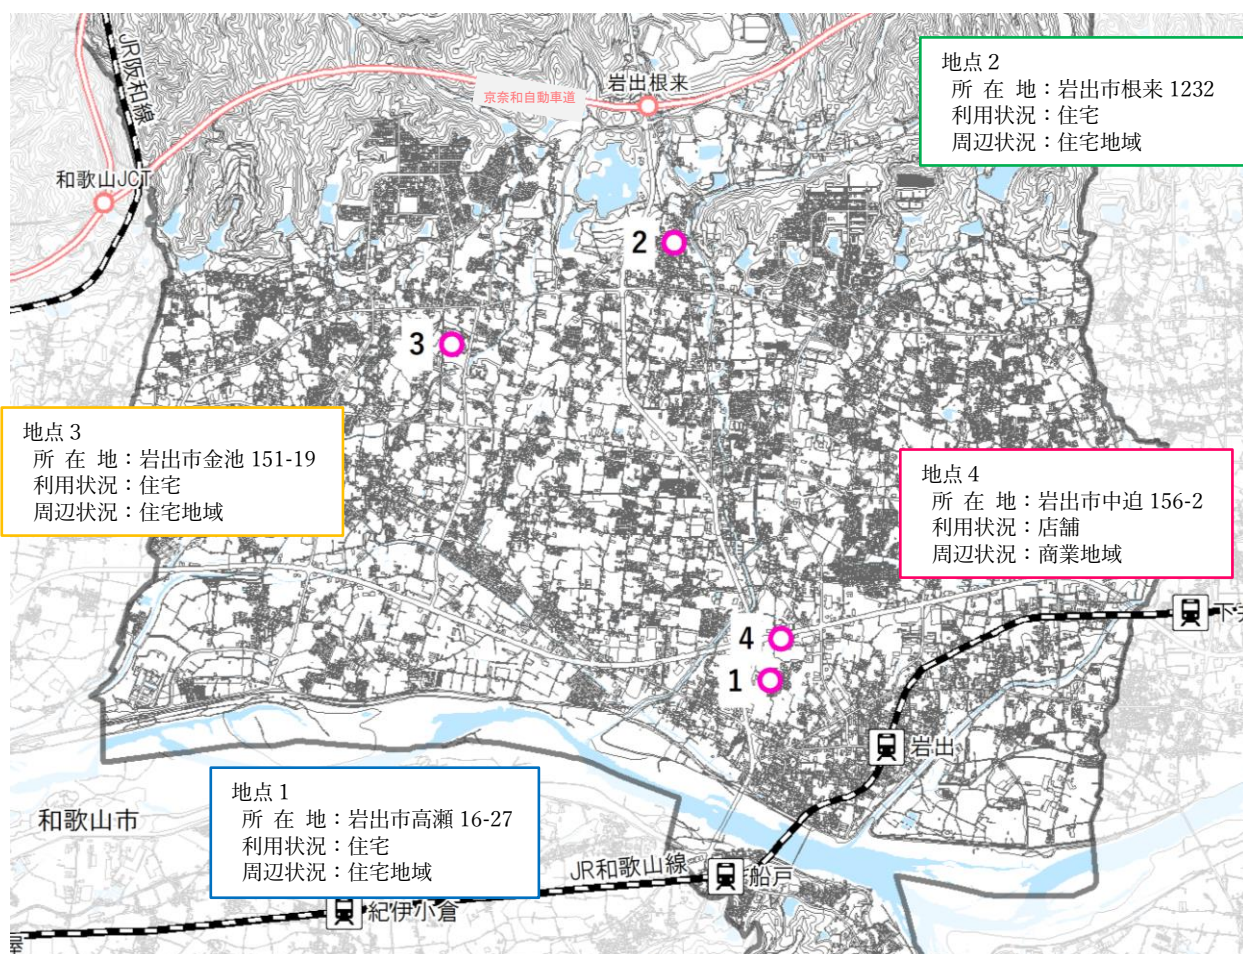 JR阪和線
京奈和自動車道
岩出根来
和歌山JCT
地点2
所 在 地：岩出市根来 1232
利用状況：住宅
周辺状況：住宅地域
2
3
地点3
所 在 地：岩出市金池 151-19
利用状況：住宅
周辺状況：住宅地域
地点4
所 在 地：岩出市中迫 156-2
利用状況：店舗
周辺状況：商業地域
4
1
岩出
地点1
所 在 地：岩出市高瀬 16-27
利用状況：住宅
周辺状況：住宅地域
和歌山市
JR和歌山線
船戸
紀伊小倉